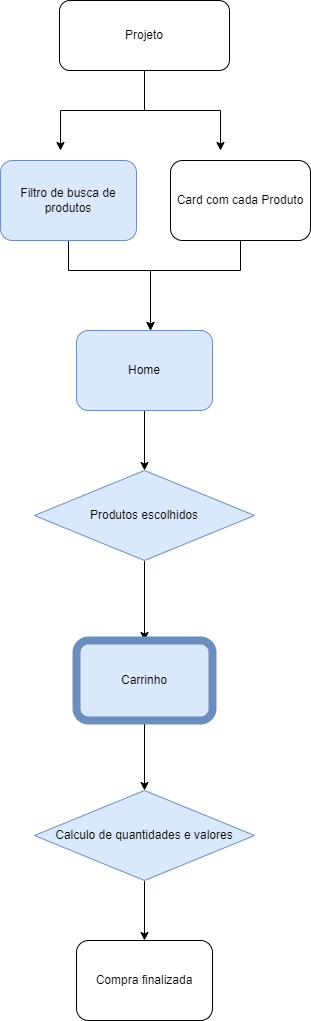 Projeto
Filtro de busca de
produtos
Card com cada Produto
Home
Produtos escolhidos
Carrinho
Calculo de quantidades e valores
Compra finalizada